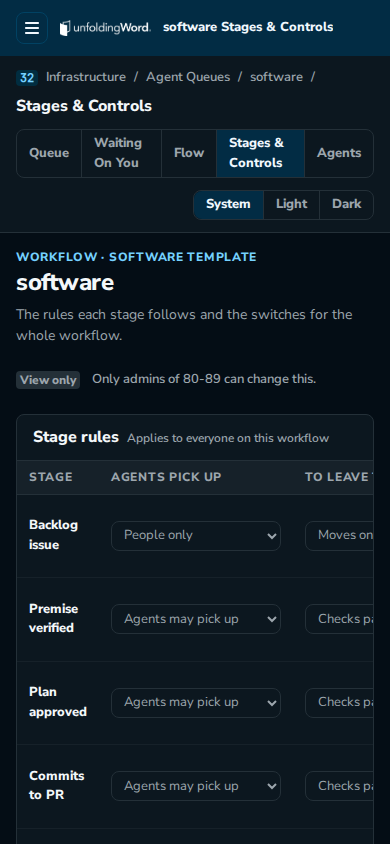 unfoldingWord. software Stages & Controls
32 Infrastructure / Agent Queues / software /
Stages & Controls
Queue
Waiting
On You
Flow
Stages &
Controls
Agents
System Light Dark
WORKFLOW · SOFTWARE TEMPLATE
software
The rules each stage follows and the switches for the
whole workflow.
View only Only admins of 80-89 can change this.
Stage rules Applies to everyone on this workflow
STAGE AGENTS PICK UP TO LEAVE
Backlog
issue
People only
Moves on
Premise
verified
Agents may pick up
Checks
Plan
approved
Agents may pick up
Checks
Commits
to PR
Agents may pick up
Checks